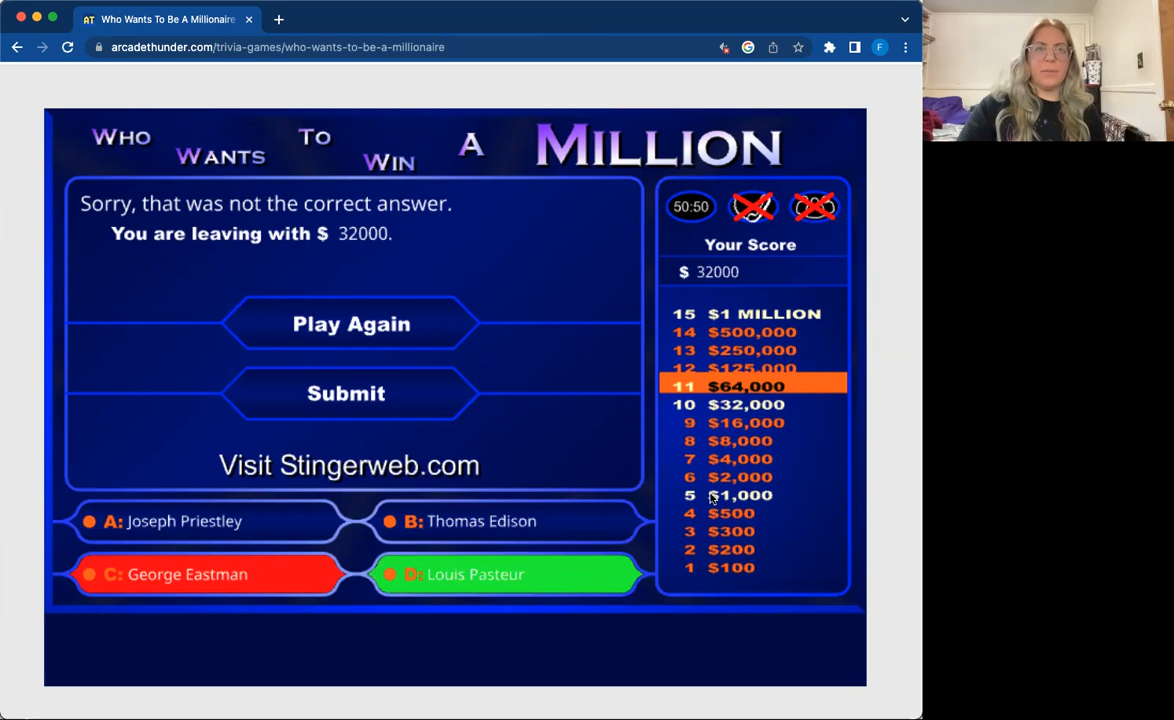 Who Wants To Be A Millionaire
arcadethunder.com/trivia-games/who-wants-to-be-a-millionaire
F
WHO WANTS TO WIN A MILLION
Sorry, that was not the correct answer.
You are leaving with $ 32000.
Play Again
Submit
Visit Stingerweb.com
A: Joseph Priestley
B: Thomas Edison
C: George Eastman
D: Louis Pasteur
50:50
Your Score
$ 32000
15 $1 MILLION
14 $500,000
13 $250,000
12 $125,000
11 $64,000
10 $32,000
9 $16,000
8 $8,000
7 $4,000
6 $2,000
5 $1,000
4 $500
3 $300
2 $200
1 $100